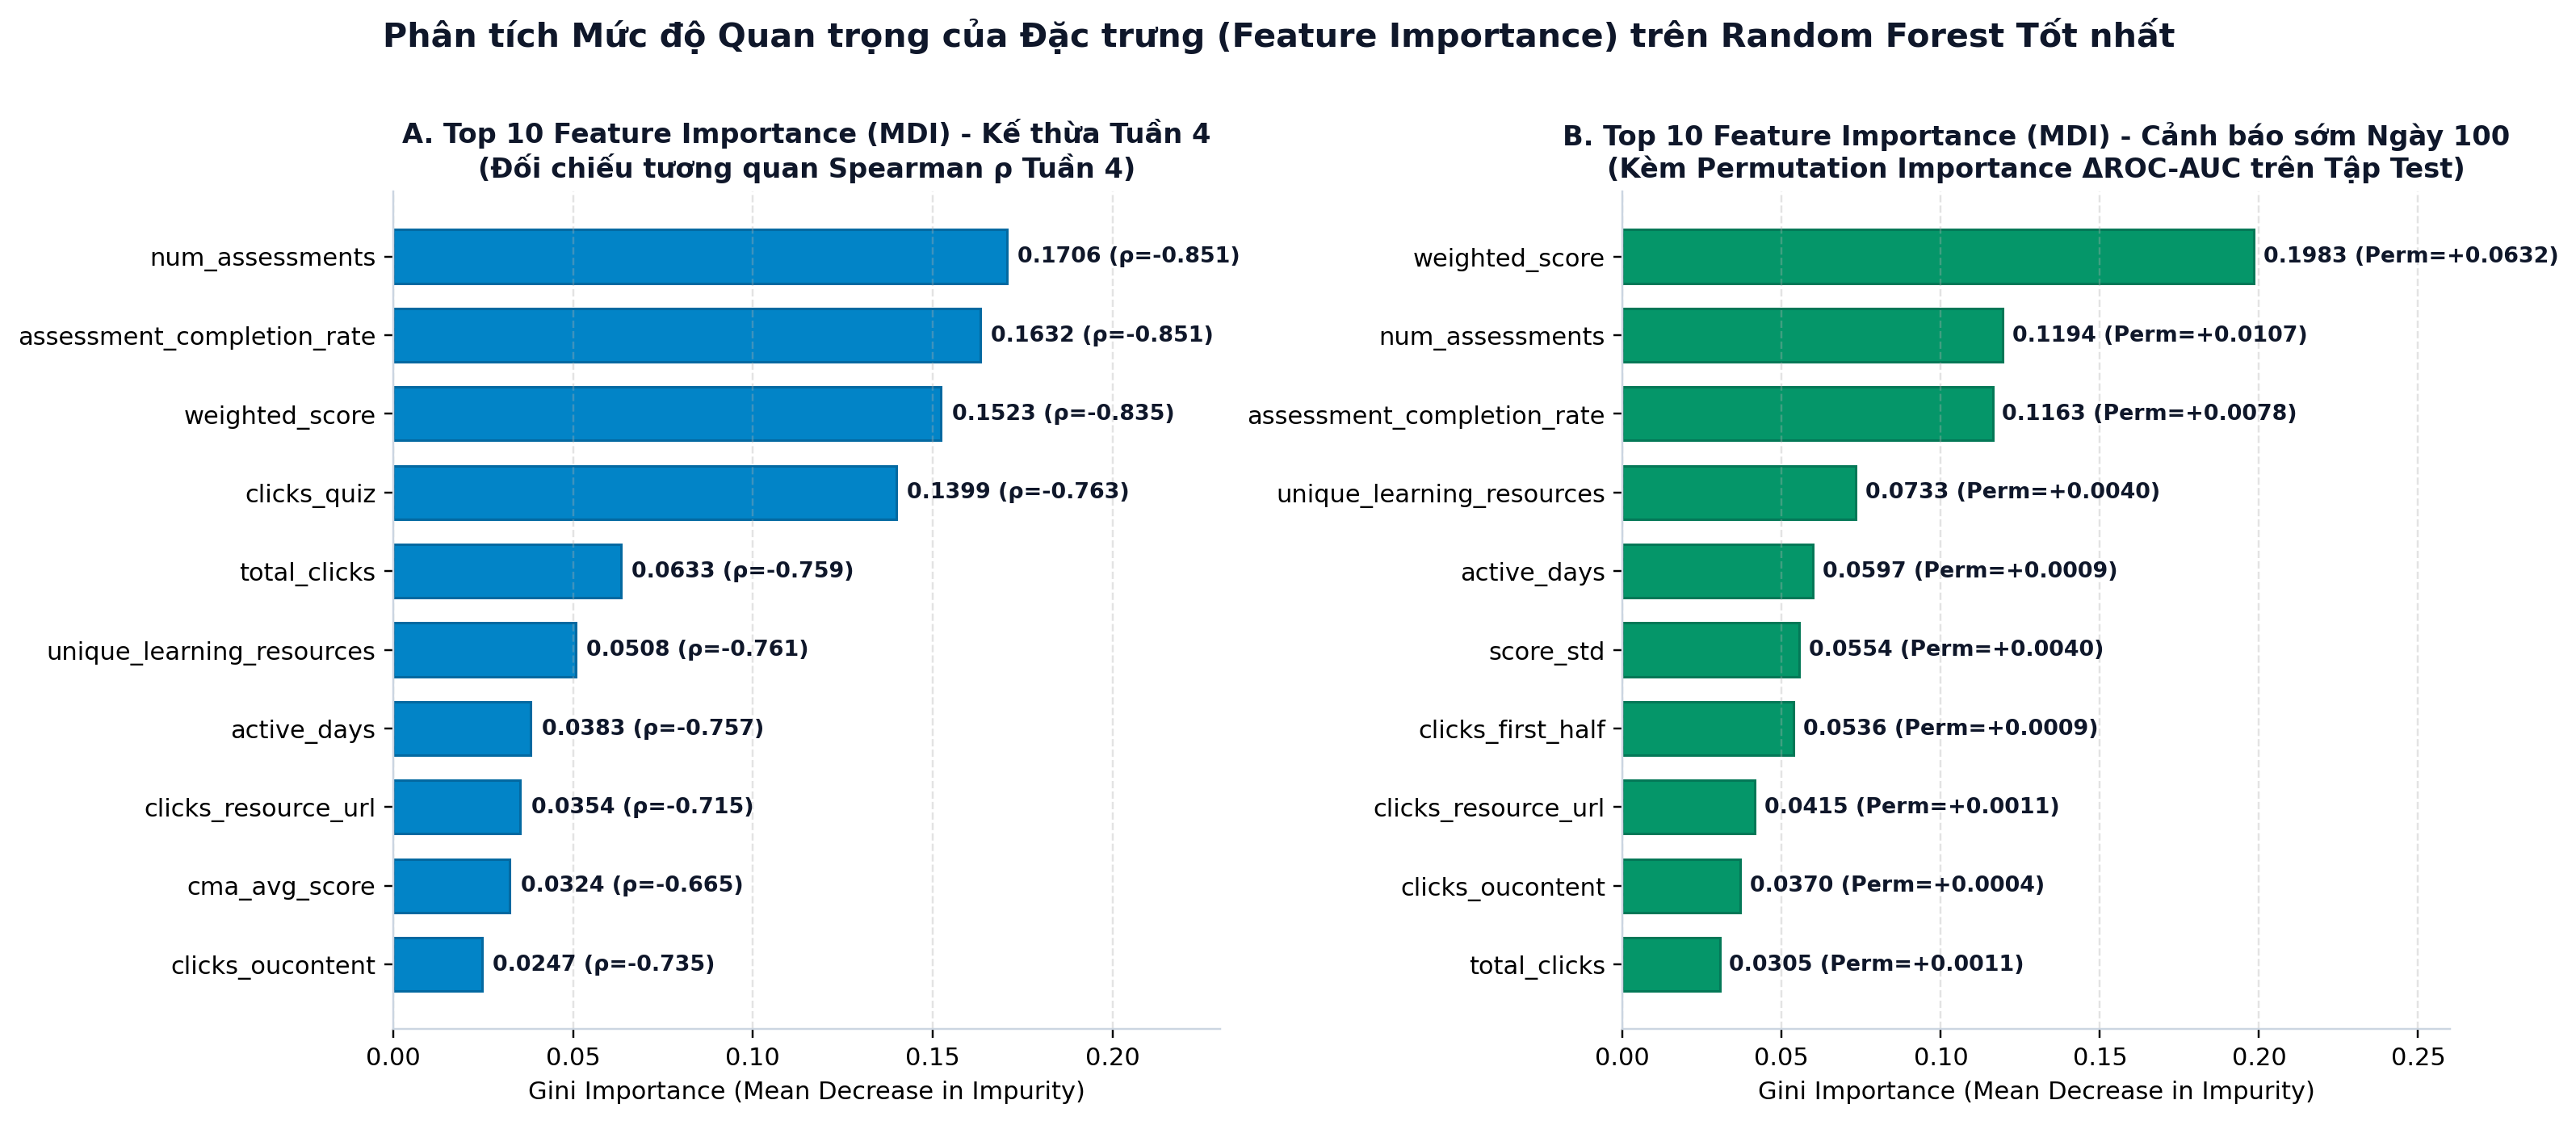 Phân tích Mức độ Quan trọng của Đặc trưng (Feature Importance) trên Random Forest Tốt nhất
A. Top 10 Feature Importance (MDI) - Kế thừa Tuần 4
(Đối chiếu tương quan Spearman ρ Tuần 4)
num_assessments
0.1706 (ρ=-0.851)
assessment_completion_rate
0.1632 (ρ=-0.851)
weighted_score
0.1523 (ρ=-0.835)
clicks_quiz
0.1399 (ρ=-0.763)
total_clicks
0.0633 (ρ=-0.759)
unique_learning_resources
0.0508 (ρ=-0.761)
active_days
0.0383 (ρ=-0.757)
clicks_resource_url
0.0354 (ρ=-0.715)
cma_avg_score
0.0324 (ρ=-0.665)
clicks_oucontent
0.0247 (ρ=-0.735)
0.00 0.05 0.10 0.15 0.20
Gini Importance (Mean Decrease in Impurity)
B. Top 10 Feature Importance (MDI) - Cảnh báo sớm Ngày 100
(Kèm Permutation Importance ΔROC-AUC trên Tập Test)
weighted_score
0.1983 (Perm=+0.0632)
num_assessments
0.1194 (Perm=+0.0107)
assessment_completion_rate
0.1163 (Perm=+0.0078)
unique_learning_resources
0.0733 (Perm=+0.0040)
active_days
0.0597 (Perm=+0.0009)
score_std
0.0554 (Perm=+0.0040)
clicks_first_half
0.0536 (Perm=+0.0009)
clicks_resource_url
0.0415 (Perm=+0.0011)
clicks_oucontent
0.0370 (Perm=+0.0004)
total_clicks
0.0305 (Perm=+0.0011)
0.00 0.05 0.10 0.15 0.20 0.25
Gini Importance (Mean Decrease in Impurity)